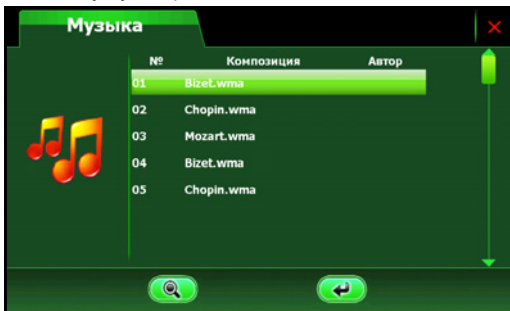 Музыка
№ Композиция Автор
01 Bizet.wma
02 Chopin.wma
03 Mozart.wma
04 Bizet.wma
05 Chopin.wma